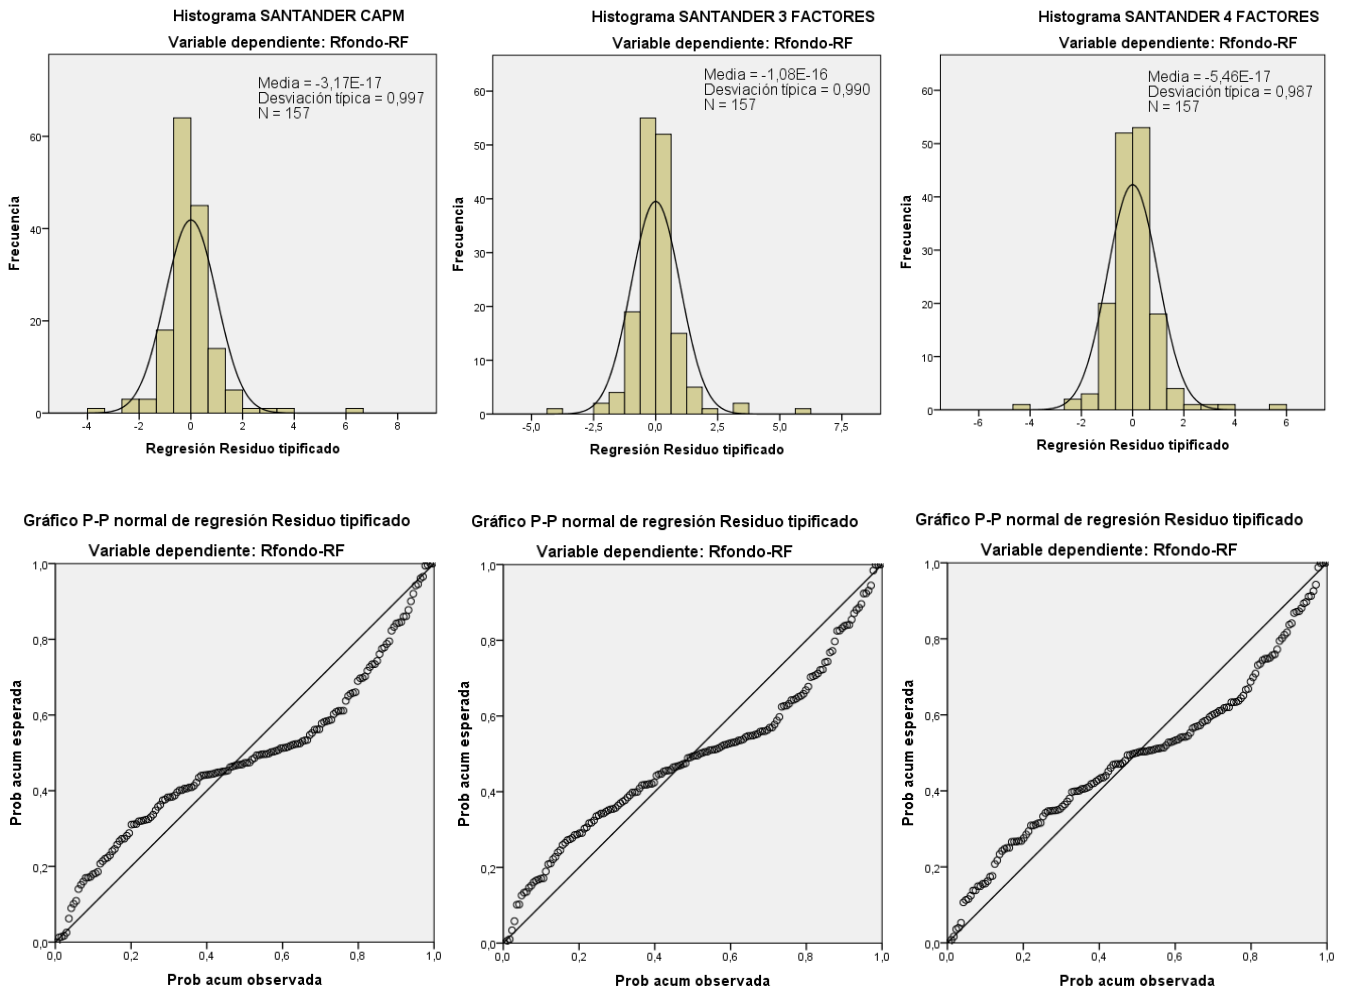 Histograma SANTANDER CAPM
Variable dependiente: Rfondo-RF
Media = -3,17E-17
Desviación típica = 0,997
N = 157
Frecuencia
60
40
20
0
-4
-2
0
2
4
6
8
Regresión Residuo tipificado
Histograma SANTANDER 3 FACTORES
Variable dependiente: Rfondo-RF
Media = -1,08E-16
Desviación típica = 0,990
N = 157
Frecuencia
60
50
40
30
20
10
0
-5,0
-2,5
0,0
2,5
5,0
7,5
Regresión Residuo tipificado
Histograma SANTANDER 4 FACTORES
Variable dependiente: Rfondo-RF
Media = -5,46E-17
Desviación típica = 0,987
N = 157
Frecuencia
60
50
40
30
20
10
0
-6
-4
-2
0
2
4
6
Regresión Residuo tipificado
Gráfico P-P normal de regresión Residuo tipificado
Variable dependiente: Rfondo-RF
Prob acum esperada
1,0
0,8
0,6
0,4
0,2
0,0
0,0
0,2
0,4
0,6
0,8
1,0
Prob acum observada
Gráfico P-P normal de regresión Residuo tipificado
Variable dependiente: Rfondo-RF
Prob acum esperada
1,0
0,8
0,6
0,4
0,2
0,0
0,0
0,2
0,4
0,6
0,8
1,0
Prob acum observada
Gráfico P-P normal de regresión Residuo tipificado
Variable dependiente: Rfondo-RF
Prob acum esperada
1,0
0,8
0,6
0,4
0,2
0,0
0,0
0,2
0,4
0,6
0,8
1,0
Prob acum observada